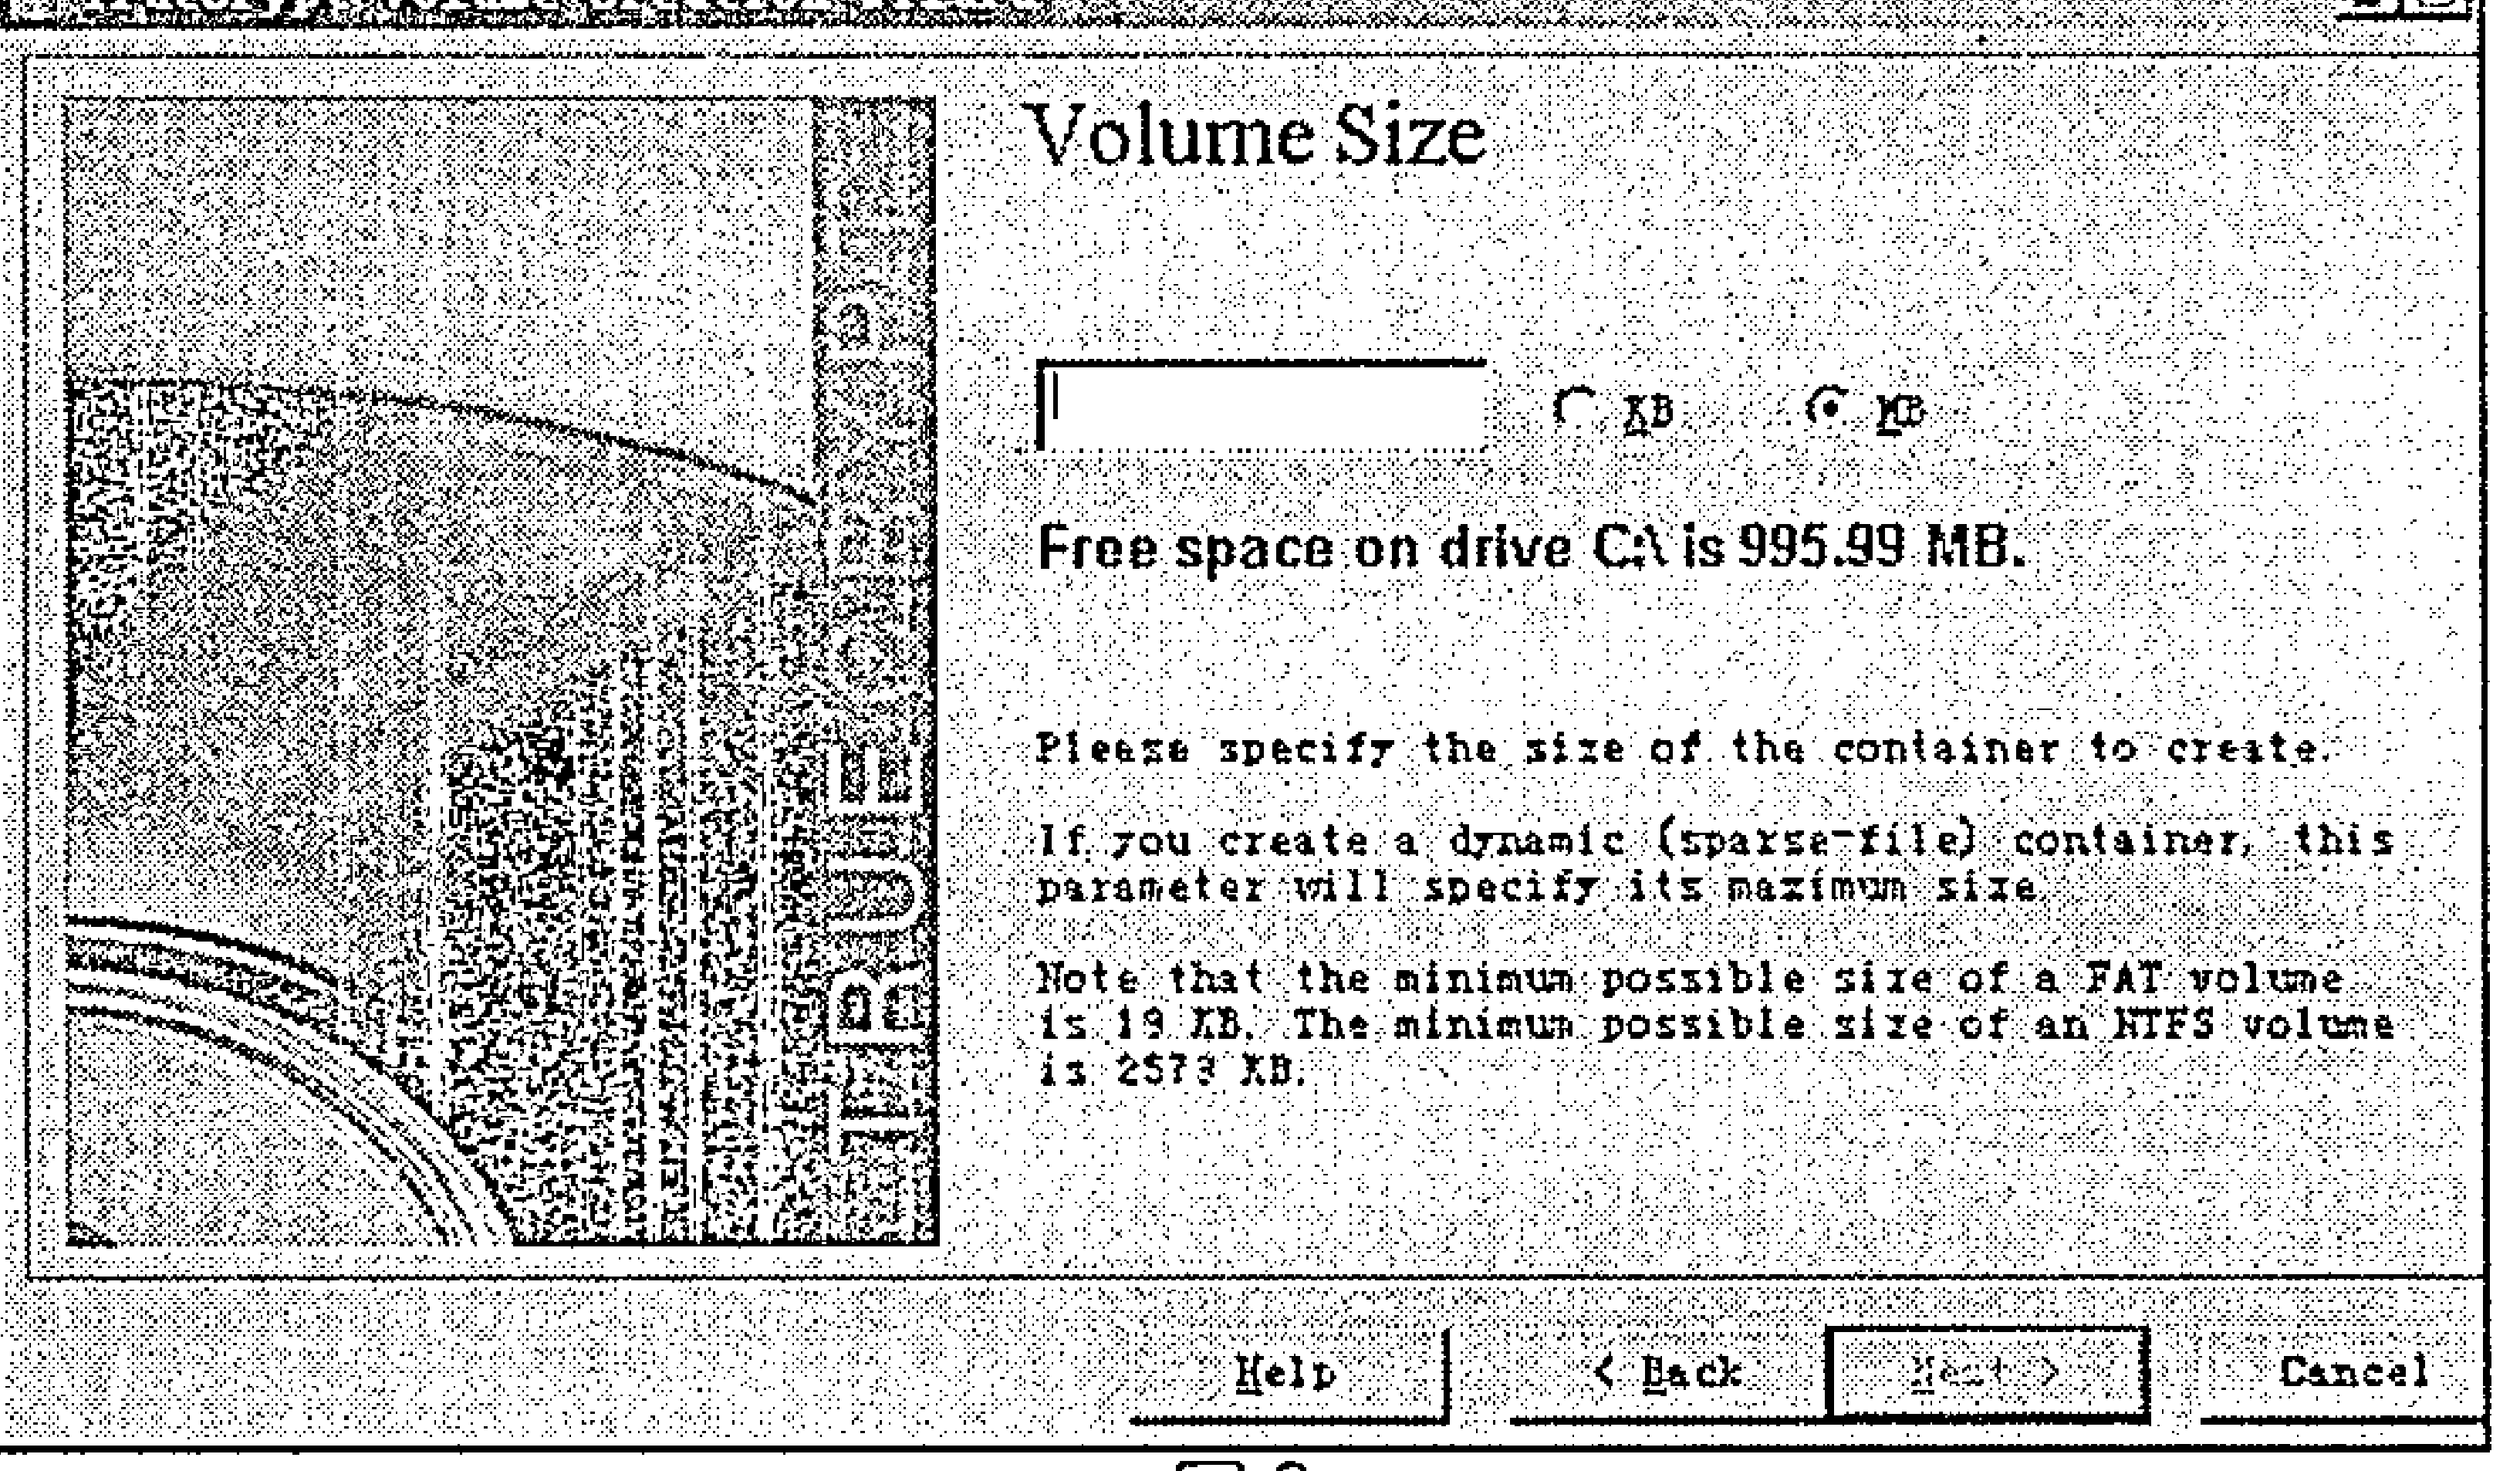 Volume Size
KB MB
Free space on drive C:\ is 995.99 MB.
Please specify the size of the container to create.
If you create a dynamic (sparse-file) container, this
parameter will specify its maximum size.
Note that the minimum possible size of a FAT volume
is 19 KB. The minimum possible size of an NTFS volume
is KB.
TRUECRYPT
Help < Back Next > Cancel